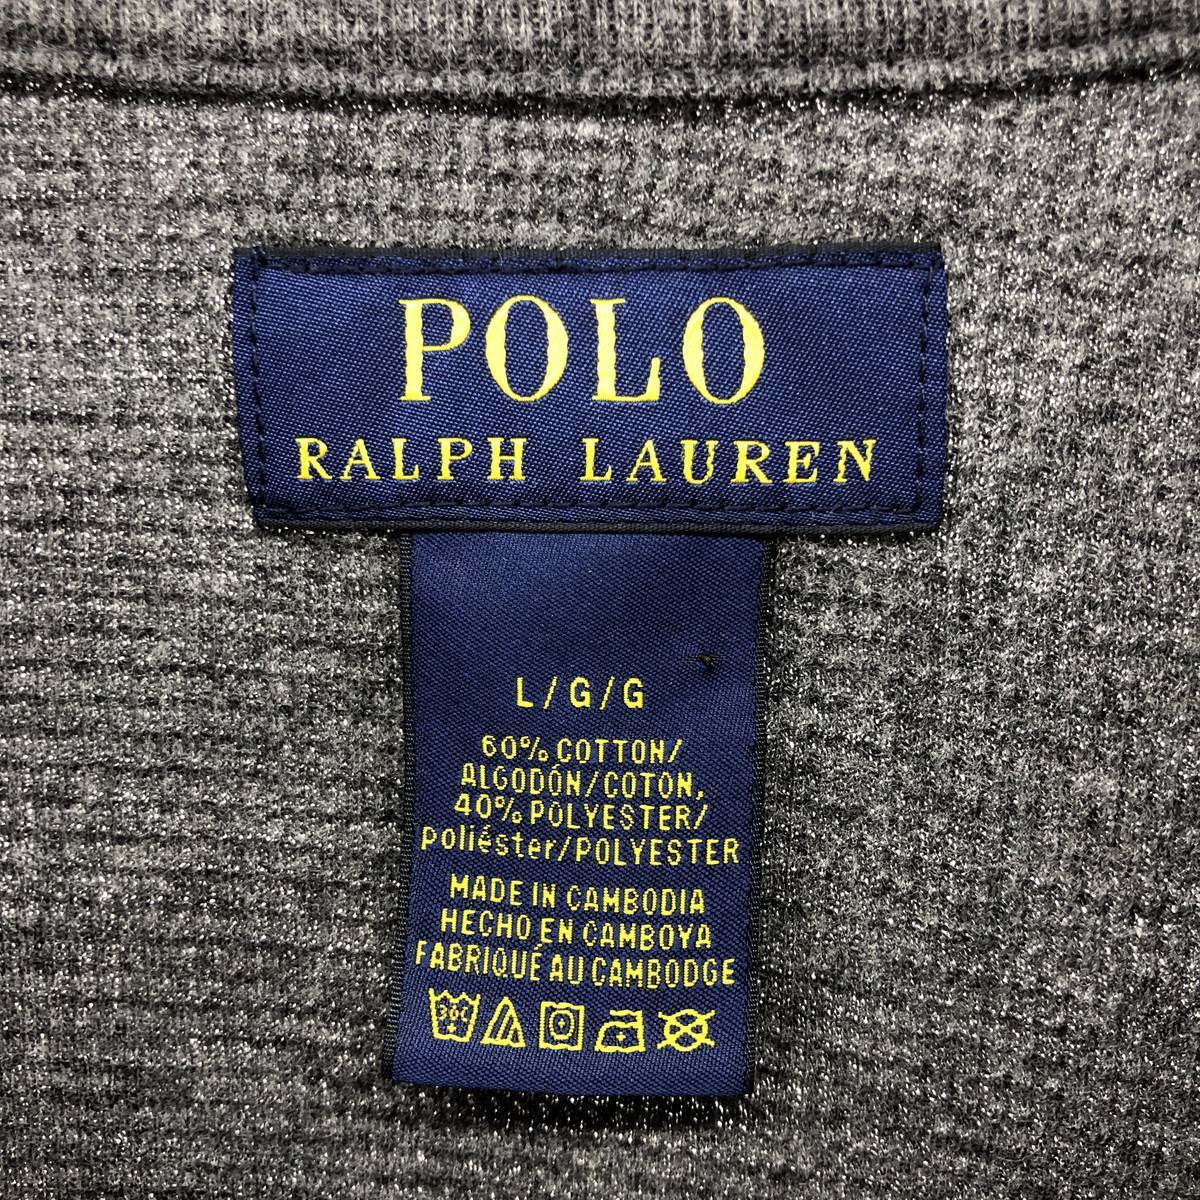 POLO
RALPH LAUREN
L/G/G
60% COTTON/
ALGODÓN/COTON,
40% POLYESTER/
poliéster/POLYESTER
MADE IN CAMBODIA
HECHO EN CAMBOYA
FABRIQUÉ AU CAMBODGE
30C